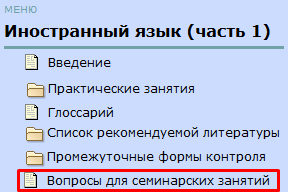 МЕНЮ
Иностранный язык (часть 1)
Введение
Практические занятия
Глоссарий
Список рекомендуемой литературы
Промежуточные формы контроля
Вопросы для семинарских занятий